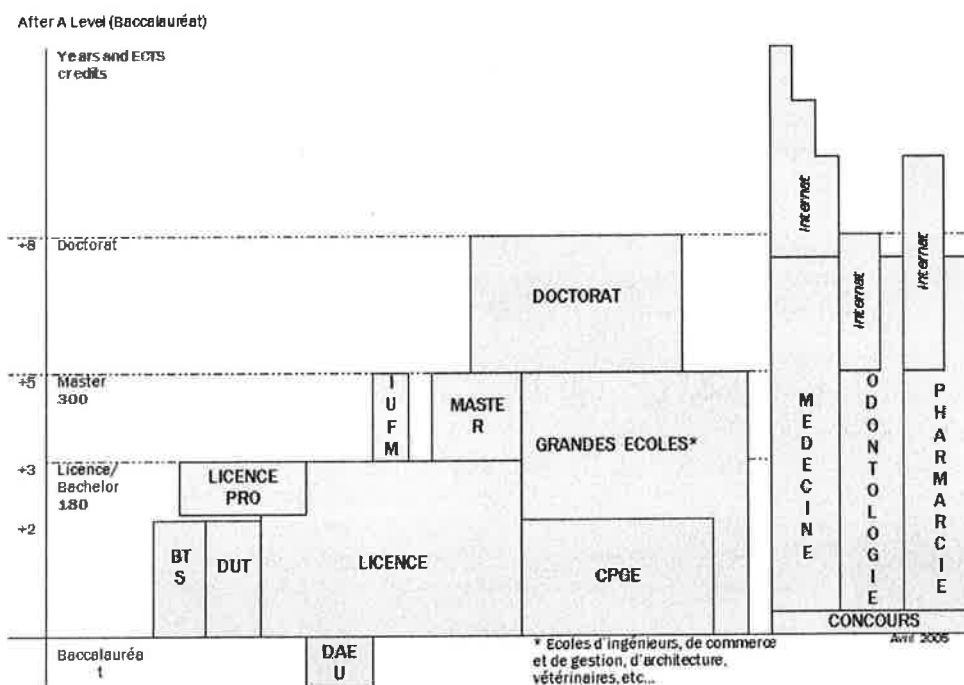 After A Level (Baccalauréat)
Years and ECTS
credits
+8
Doctorat
DOCTORAT
+5
Master
300
I
U
F
M
MASTE
R
GRANDES ECOLES*
+3
Licence/
Bachelor
180
LICENCE
PRO
+2
BT
S
DUT
LICENCE
CPGE
Internat
Internat
Internat
M
E
D
E
C
I
N
E
O
D
O
N
T
O
L
O
G
I
E
P
H
A
R
M
A
R
C
I
E
CONCOURS
Avril 2005
Baccalauréa
t
DAE
U
* Ecoles d'ingénieurs, de commerce
et de gestion, d'architecture,
vétérinaires, etc...